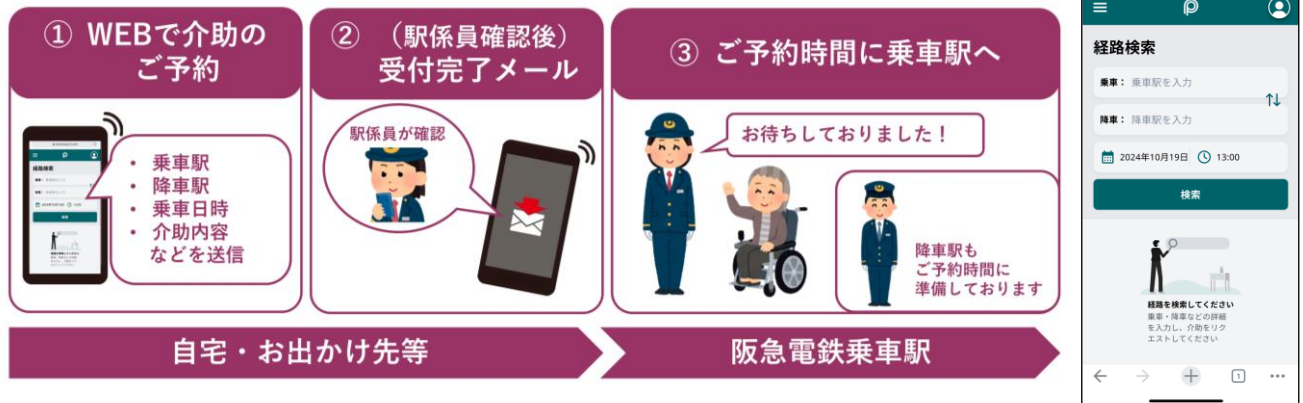 ① WEBで介助の
ご予約
② (駅係員確認後)
受付完了メール
③ ご予約時間に乗車駅へ
経路検索
・ 乗車駅
・ 降車駅
・ 乗車日時
・ 介助内容
などを送信
駅係員が確認
お待ちしておりました！
降車駅も
ご予約時間に
準備しております
自宅・お出かけ先等
阪急電鉄乗車駅
経路検索
乗車： 乗車駅を入力
降車： 降車駅を入力
2024年10月19日 13:00
検索
経路を検索してください
乗車・降車などの詳細
を入力し、介助をリク
エストしてください
1